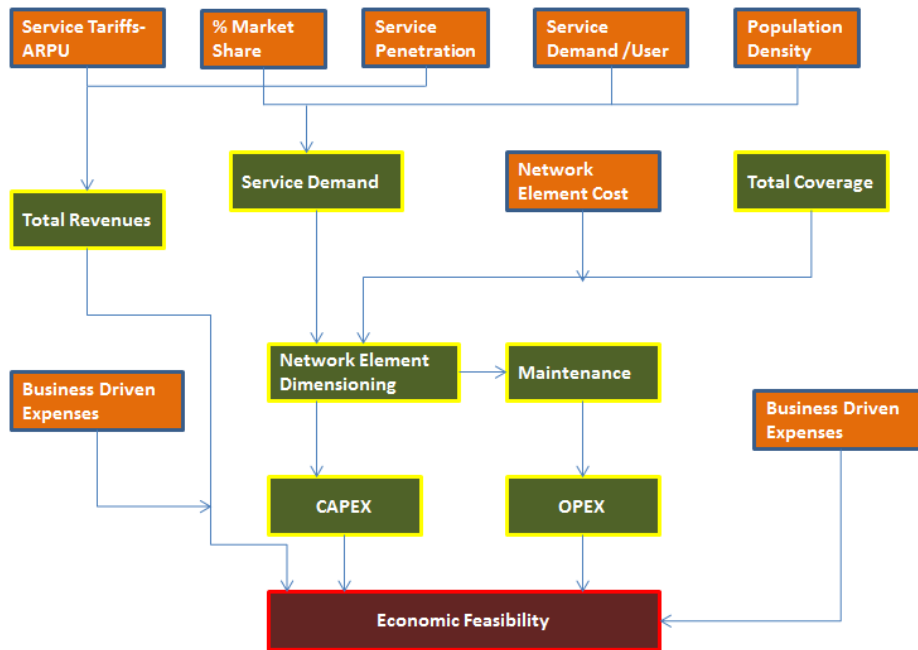 Service Tariffs-
ARPU
% Market
Share
Service
Penetration
Service
Demand /User
Population
Density
Total Revenues
Service Demand
Network
Element Cost
Total Coverage
Network Element
Dimensioning
Maintenance
Business Driven
Expenses
Business Driven
Expenses
CAPEX
OPEX
Economic Feasibility